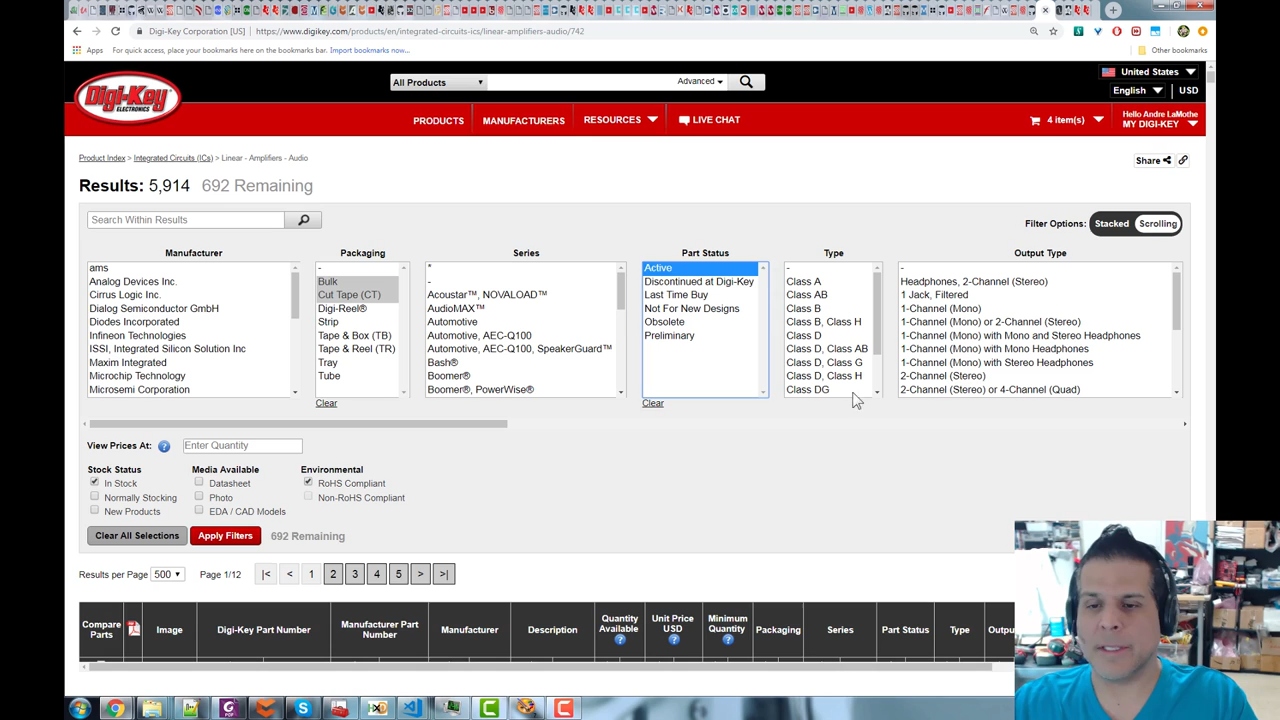 Digi-Key Corporation [US] | https://www.digikey.com/products/en/integrated-circuits-ics/linear-amplifiers-audio/742
Apps For quick access, place your bookmarks here on the bookmarks bar. Import bookmarks now... Other bookmarks
Digi-Key
ELECTRONICS
All Products
Advanced
United States
English
USD
PRODUCTS
MANUFACTURERS
RESOURCES
LIVE CHAT
4 item(s)
Hello Andre LaMothe
MY DIGI-KEY
Product Index > Integrated Circuits (ICs) > Linear - Amplifiers - Audio
Share
Results: 5,914 692 Remaining
Search Within Results
Filter Options: Stacked Scrolling
Manufacturer
ams
Analog Devices Inc.
Cirrus Logic Inc.
Dialog Semiconductor GmbH
Diodes Incorporated
Infineon Technologies
ISSI, Integrated Silicon Solution Inc
Maxim Integrated
Microchip Technology
Microsemi Corporation
Packaging
-
Bulk
Cut Tape (CT)
Digi-Reel®
Strip
Tape & Box (TB)
Tape & Reel (TR)
Tray
Tube
Clear
Series
*
-
Acoustar™, NOVALOAD™
AudioMAX™
Automotive
Automotive, AEC-Q100
Automotive, AEC-Q100, SpeakerGuard™
Bash®
Boomer®
Boomer®, PowerWise®
Part Status
Active
Discontinued at Digi-Key
Last Time Buy
Not For New Designs
Obsolete
Preliminary
Clear
Type
-
Class A
Class AB
Class B
Class B, Class H
Class D
Class D, Class AB
Class D, Class G
Class D, Class H
Class DG
Output Type
-
Headphones, 2-Channel (Stereo)
1 Jack, Filtered
1-Channel (Mono)
1-Channel (Mono) or 2-Channel (Stereo)
1-Channel (Mono) with Mono and Stereo Headphones
1-Channel (Mono) with Mono Headphones
1-Channel (Mono) with Stereo Headphones
2-Channel (Stereo)
2-Channel (Stereo) or 4-Channel (Quad)
View Prices At: ? Enter Quantity
Stock Status
In Stock
Normally Stocking
New Products
Media Available
Datasheet
Photo
EDA / CAD Models
Environmental
RoHS Compliant
Non-RoHS Compliant
Clear All Selections
Apply Filters
692 Remaining
Results per Page 500 Page 1/12 |< < 1 2 3 4 5 > >|
Compare Parts
Image
Digi-Key Part Number
Manufacturer Part Number
Manufacturer
Description
Quantity Available ?
Unit Price USD ?
Minimum Quantity ?
Packaging
Series
Part Status
Type